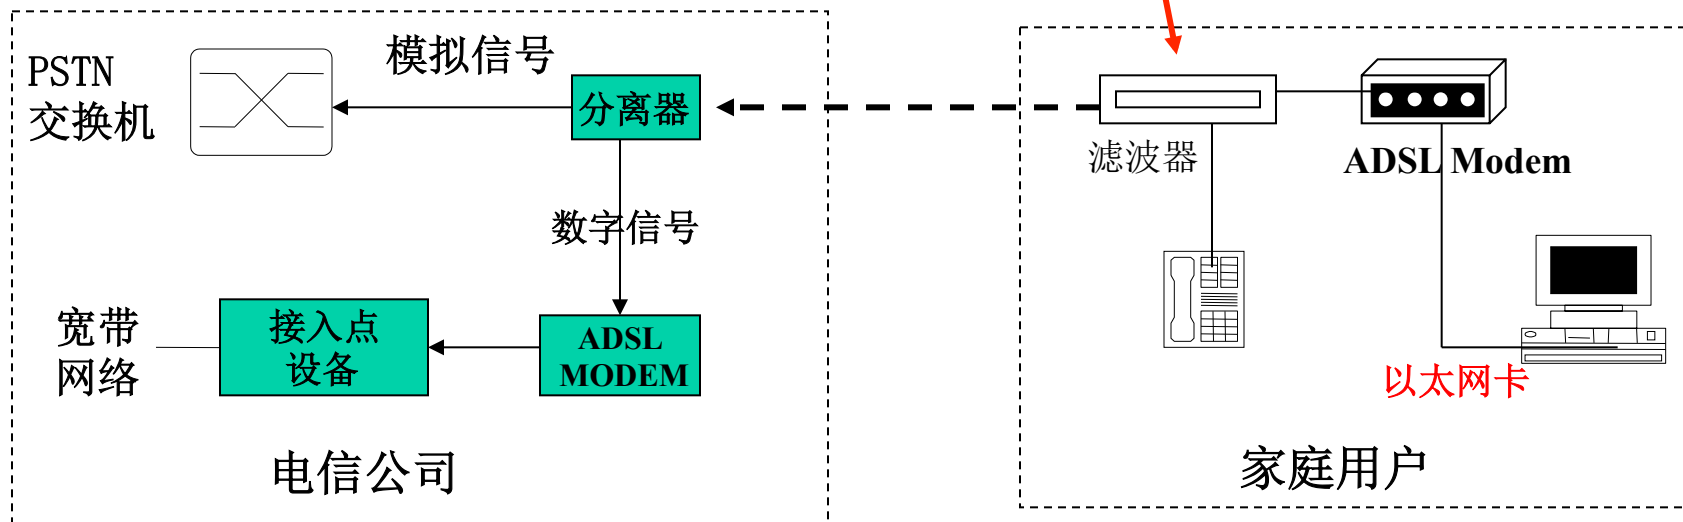 PSTN
交换机
模拟信号
分离器
数字信号
宽带
网络
接入点
设备
ADSL
MODEM
电信公司
滤波器
ADSL Modem
以太网卡
家庭用户